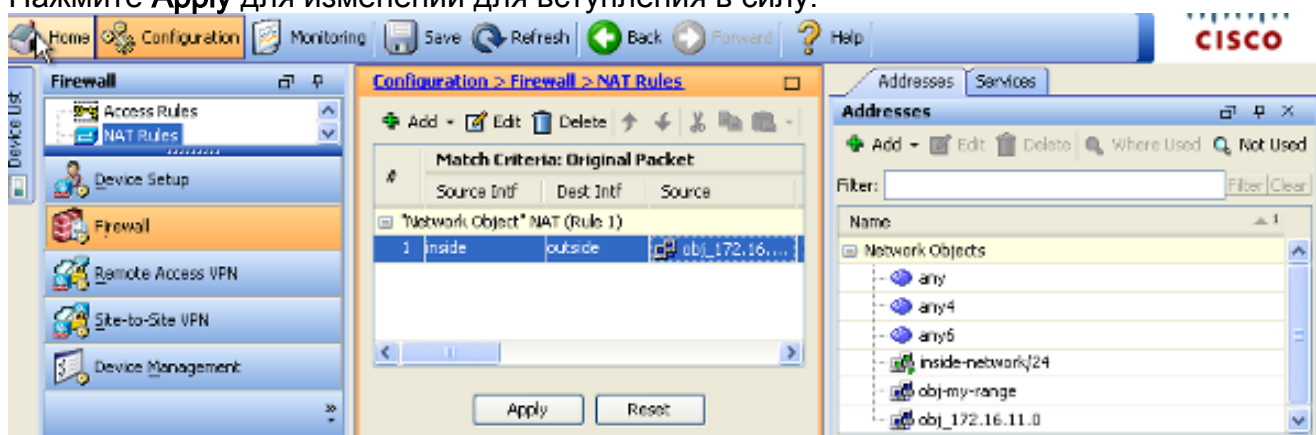 Нажмите Apply для изменений для вступления в силу.
Home Configuration Monitoring Save Refresh Back Forward Help
CISCO
Device List
Firewall
Access Rules
NAT Rules
Device Setup
Firewall
Remote Access VPN
Site-to-Site VPN
Device Management
Configuration > Firewall > NAT Rules
Add Edit Delete
Match Criteria: Original Packet
#
Source Intf Dest Intf Source
"Network Object" NAT (Rule 1)
1 inside outside obj_172.16....
Apply Reset
Addresses Services
Addresses
Add Edit Delete Where Used Not Used
Filter: Filter Clear
Name
Network Objects
any
any4
any6
inside-network/24
obj-my-range
obj_172.16.11.0